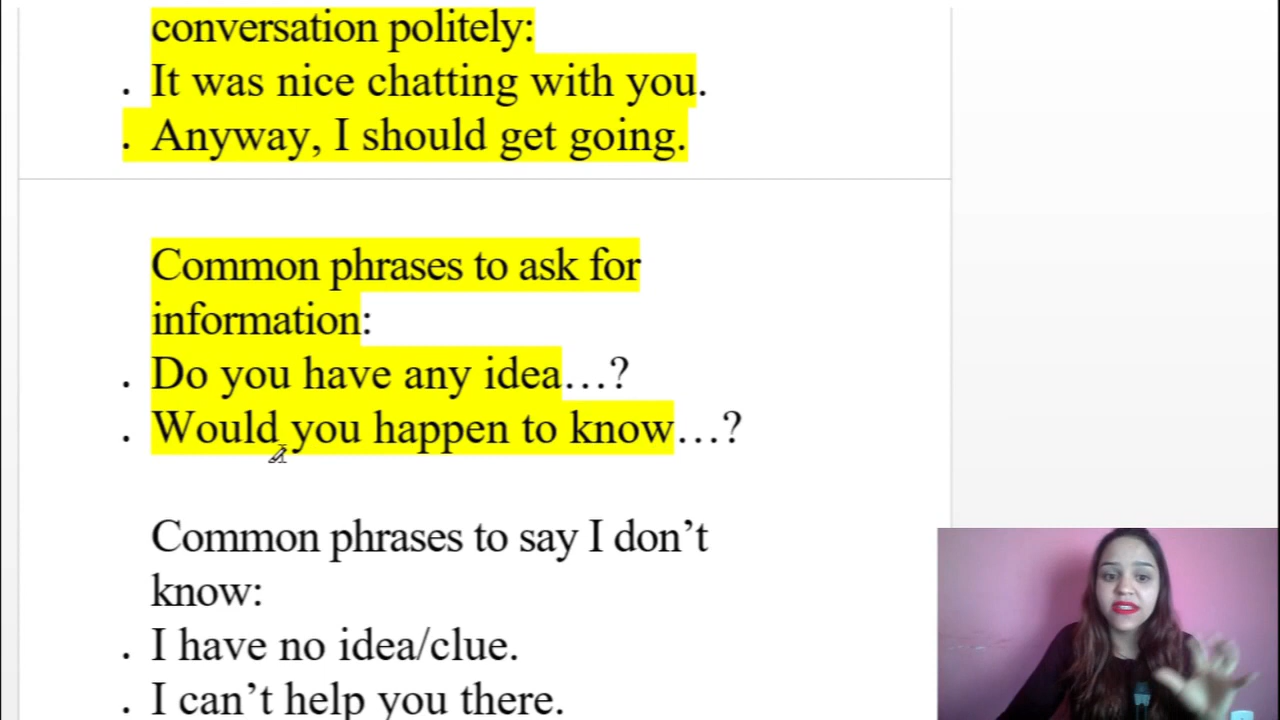 conversation politely:
. It was nice chatting with you.
. Anyway, I should get going.
Common phrases to ask for
information:
. Do you have any idea…?
. Would you happen to know…?
Common phrases to say I don’t
know:
. I have no idea/clue.
. I can’t help you there.